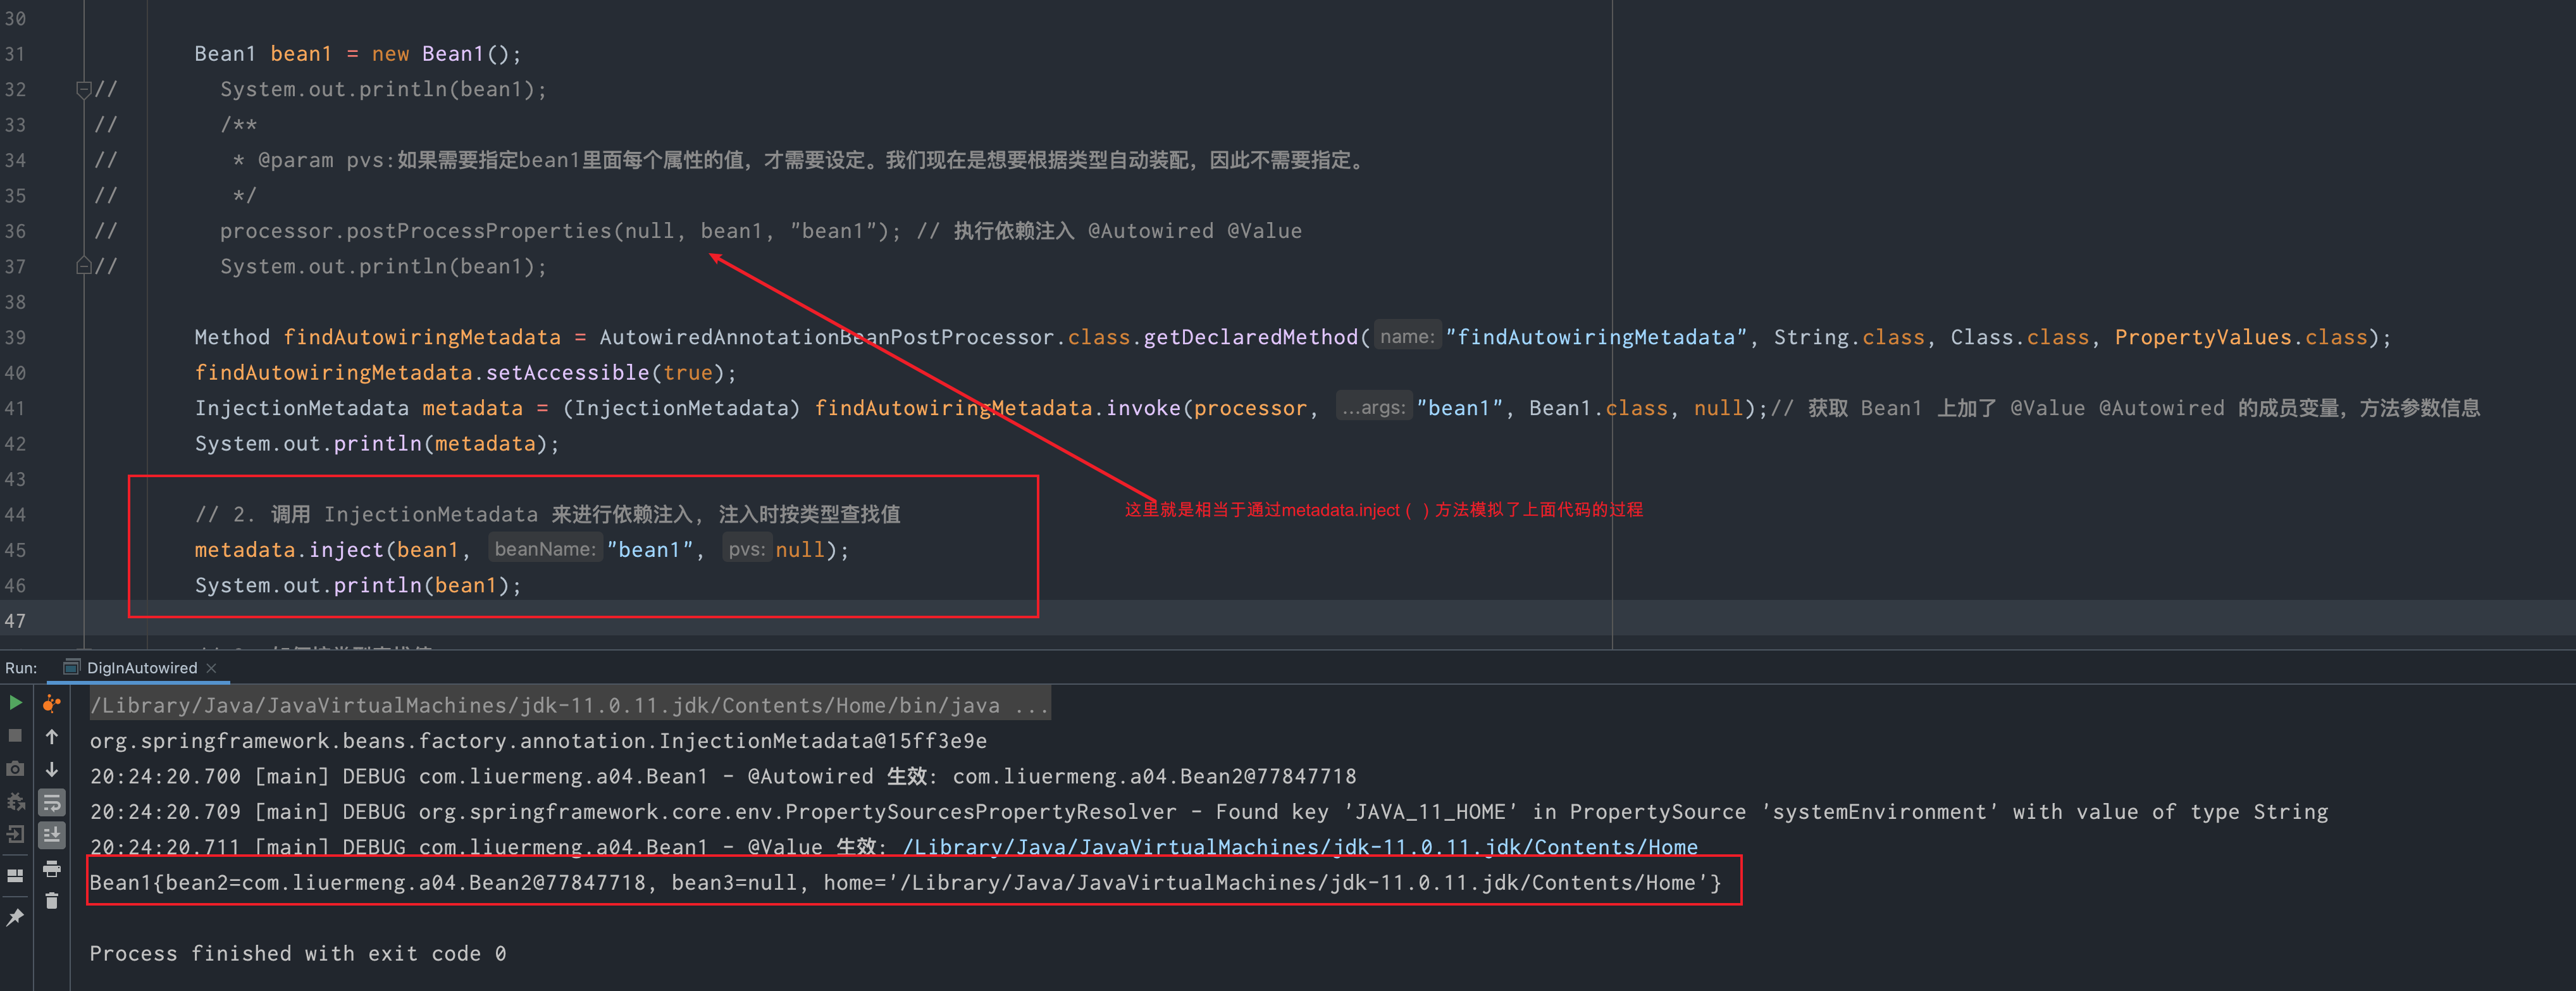 30
31 Bean1 bean1 = new Bean1();
32 // System.out.println(bean1);
33 // /**
34 // * @param pvs:如果需要指定bean1里面每个属性的值，才需要设定。我们现在是想要根据类型自动装配，因此不需要指定。
35 // */
36 // processor.postProcessProperties(null, bean1, "bean1"); // 执行依赖注入 @Autowired @Value
37 // System.out.println(bean1);
38
39 Method findAutowiringMetadata = AutowiredAnnotationBeanPostProcessor.class.getDeclaredMethod( name: "findAutowiringMetadata", String.class, Class.class, PropertyValues.class);
40 findAutowiringMetadata.setAccessible(true);
41 InjectionMetadata metadata = (InjectionMetadata) findAutowiringMetadata.invoke(processor, ...args: "bean1", Bean1.class, null);// 获取 Bean1 上加了 @Value @Autowired 的成员变量，方法参数信息
42 System.out.println(metadata);
43
44 // 2. 调用 InjectionMetadata 来进行依赖注入, 注入时按类型查找值
这里就是相当于通过metadata.inject（ ）方法模拟了上面代码的过程
45 metadata.inject(bean1, beanName: "bean1", pvs: null);
46 System.out.println(bean1);
47
Run: DigInAutowired
/Library/Java/JavaVirtualMachines/jdk-11.0.11.jdk/Contents/Home/bin/java ...
org.springframework.beans.factory.annotation.InjectionMetadata@15ff3e9e
20:24:20.700 [main] DEBUG com.liuermeng.a04.Bean1 - @Autowired 生效: com.liuermeng.a04.Bean2@77847718
20:24:20.709 [main] DEBUG org.springframework.core.env.PropertySourcesPropertyResolver - Found key 'JAVA_11_HOME' in PropertySource 'systemEnvironment' with value of type String
20:24:20.711 [main] DEBUG com.liuermeng.a04.Bean1 - @Value 生效: /Library/Java/JavaVirtualMachines/jdk-11.0.11.jdk/Contents/Home
Bean1{bean2=com.liuermeng.a04.Bean2@77847718, bean3=null, home='/Library/Java/JavaVirtualMachines/jdk-11.0.11.jdk/Contents/Home'}
Process finished with exit code 0